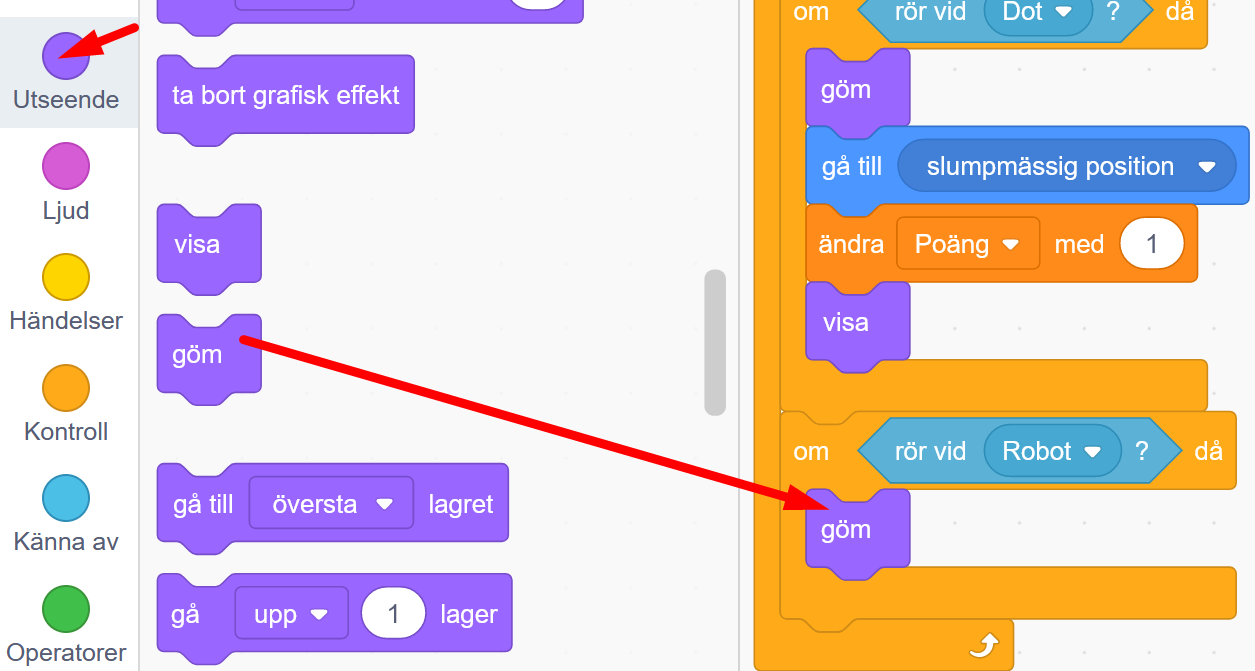 Utseende
Ljud
Händelser
Kontroll
Känna av
Operatorer
ta bort grafisk effekt
visa
göm
gå till översta lagret
gå upp 1 lager
om rör vid Dot ? då
göm
gå till slumpmässig position
ändra Poäng med 1
visa
om rör vid Robot ? då
göm